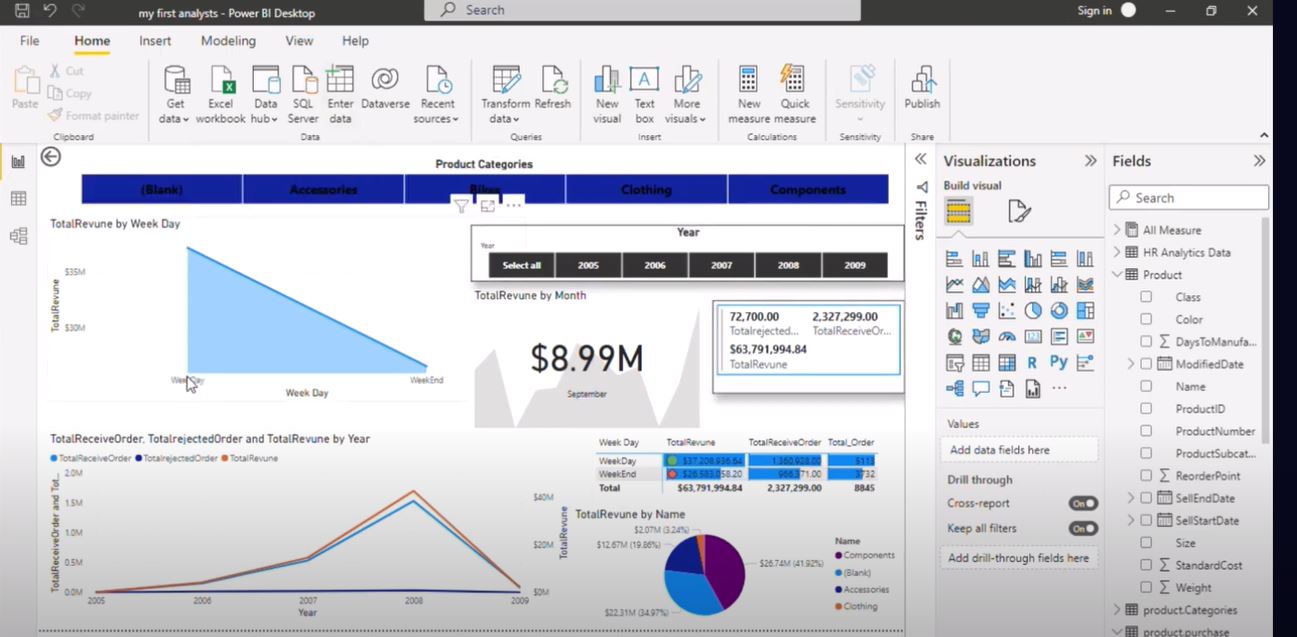 my first analysts - Power BI Desktop
Search
Sign in
File Home Insert Modeling View Help
Paste
Cut
Copy
Format painter
Get data
Excel workbook
Data hub
SQL Server
Enter data
Dataverse
Recent sources
Transform data
Refresh
New visual
Text box
More visuals
New measure
Quick measure
Sensitivity
Publish
Clipboard Data Queries Insert Calculations Sensitivity Share
Product Categories
(Blank) Accessories Bikes Clothing Components
TotalRevune by Week Day
TotalRevune
$35M
$30M
WeekDay WeekEnd
Week Day
Year
Year
Select all 2005 2006 2007 2008 2009
TotalRevune by Month
$8.99M
September
72,700.00 2,327,299.00
Totalrejected... TotalReceiveOr...
$63,791,994.84
TotalRevune
TotalReceiveOrder, TotalrejectedOrder and TotalRevune by Year
TotalReceiveOrder TotalrejectedOrder TotalRevune
TotalReceiveOrder and Tot...
2.0M
1.5M
1.0M
0.5M
0.0M
2005 2006 2007 2008 2009
Year
$40M
$20M
$0M
TotalRevune
Week Day TotalRevune TotalReceiveOrder Total_Order
WeekDay $37,208,936.64 1,360,928.00 5113
WeekEnd $26,583,058.20 966,371.00 3732
Total $63,791,994.84 2,327,299.00 8845
TotalRevune by Name
$2.07M (3.24%)
$12.67M (19.86%)
$26.74M (41.92%)
$22.31M (34.97%)
Name
Components
(Blank)
Accessories
Clothing
Filters
Visualizations
Build visual
R Py
Values
Add data fields here
Drill through
Cross-report On
Keep all filters On
Add drill-through fields here
Fields
Search
All Measure
HR Analytics Data
Product
Class
Color
DaysToManufa...
ModifiedDate
Name
ProductID
ProductNumber
ProductSubcat...
ReorderPoint
SellEndDate
SellStartDate
Size
StandardCost
Weight
product.Categories
product.purchase